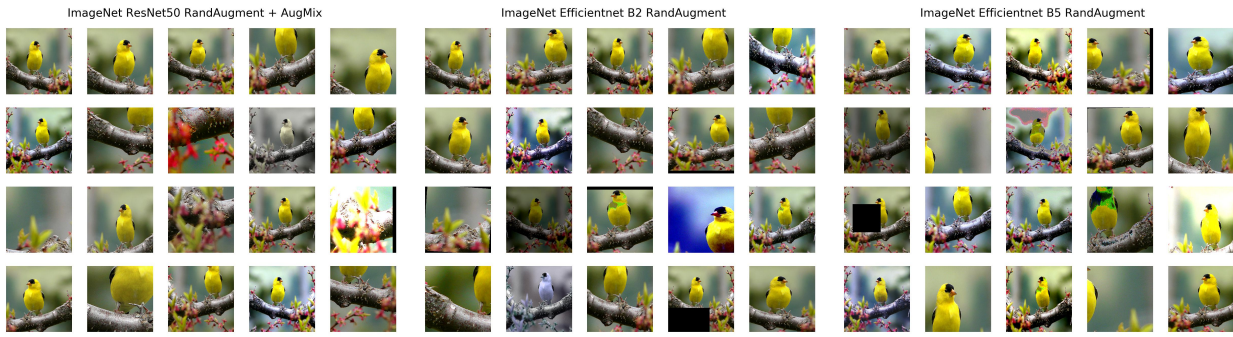 ImageNet ResNet50 RandAugment + AugMix
ImageNet Efficientnet B2 RandAugment
ImageNet Efficientnet B5 RandAugment